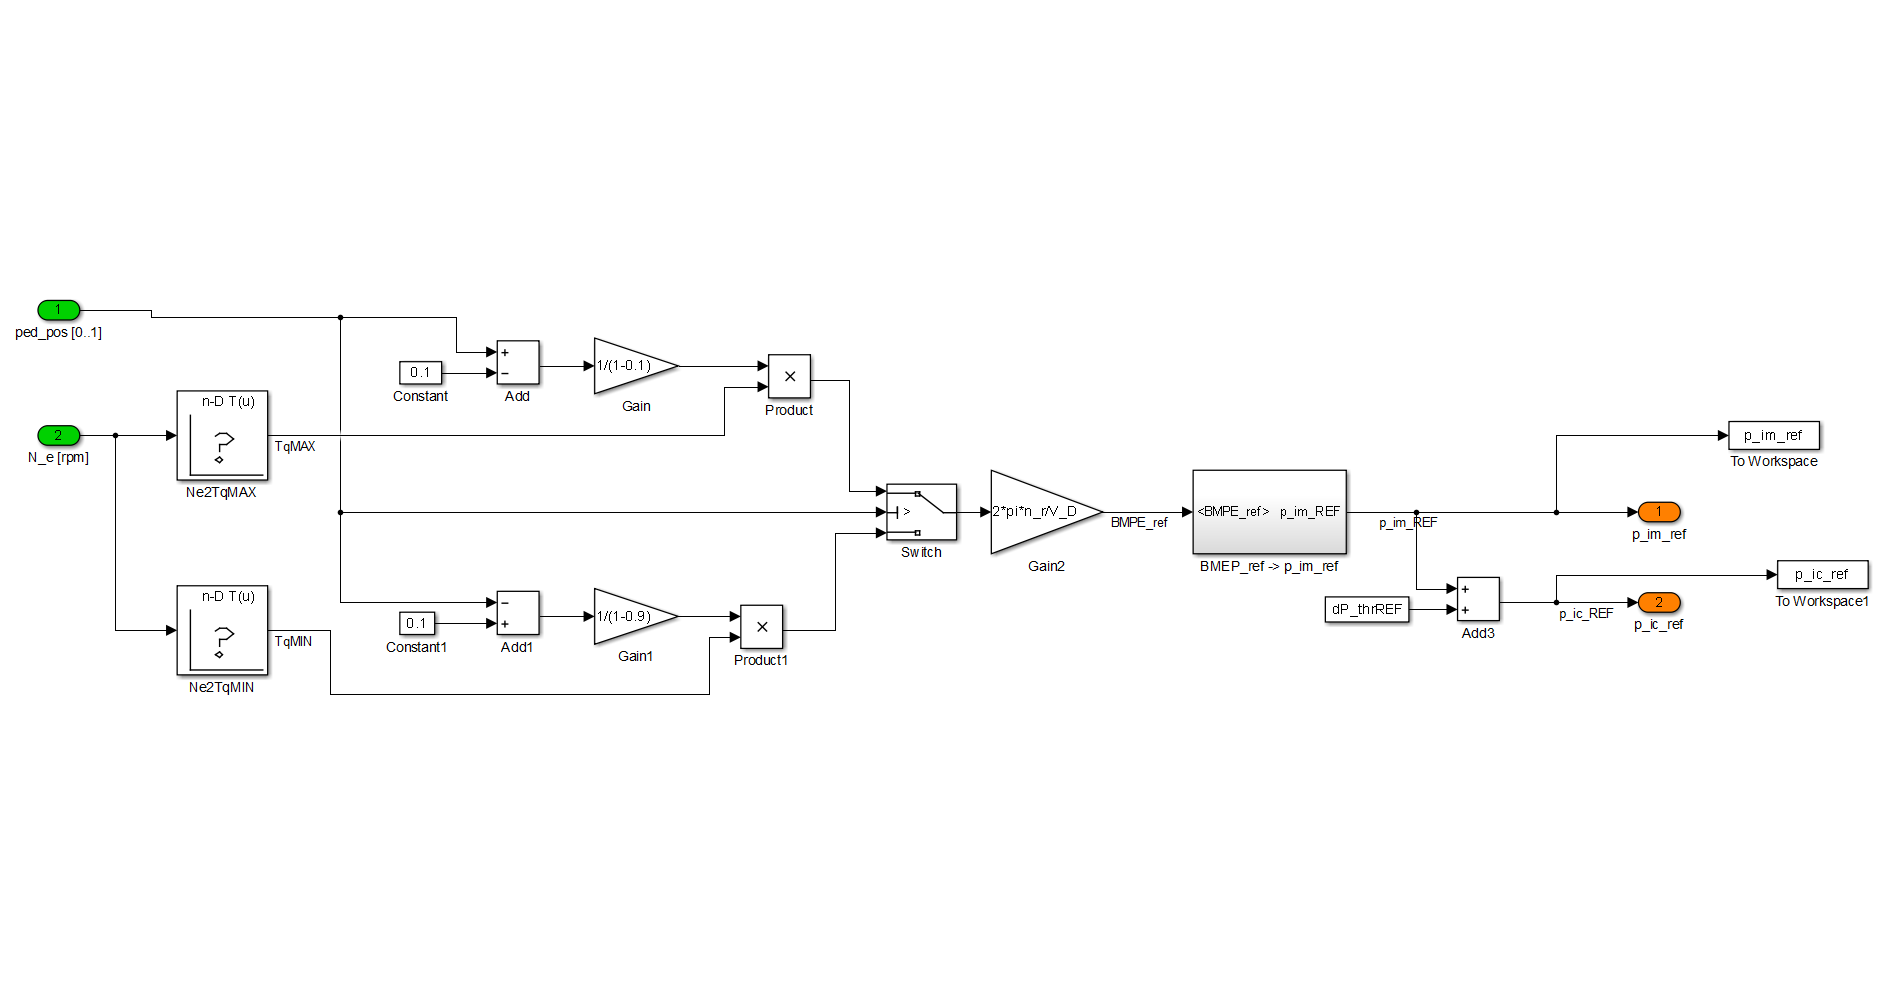 1
ped_pos [0..1]
2
N_e [rpm]
n-D T(u)
Ne2TqMAX
TqMAX
n-D T(u)
Ne2TqMIN
TqMIN
0.1
Constant
+
−
Add
1/(1-0.1)
Gain
×
Product
0.1
Constant1
−
+
Add1
1/(1-0.9)
Gain1
×
Product1
>
Switch
2*pi*n_r/V_D
Gain2
BMPE_ref
<BMPE_ref> p_im_REF
BMEP_ref -> p_im_ref
p_im_REF
dP_thrREF
+
+
Add3
p_im_ref
To Workspace
1
p_im_ref
p_ic_ref
To Workspace1
p_ic_REF
2
p_ic_ref